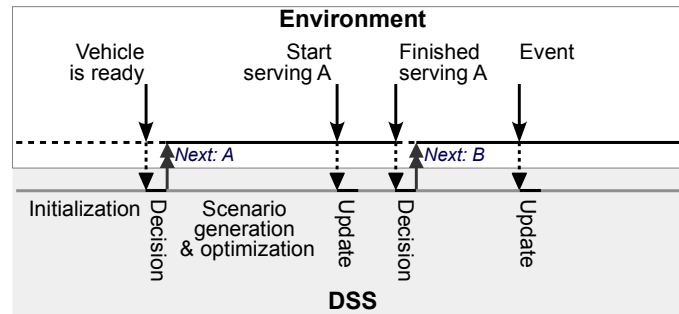 Environment
Vehicle
is ready
Start
serving A
Finished
serving A
Event
Next: A
Next: B
Initialization
Decision
Scenario
generation
& optimization
Update
Decision
Update
DSS